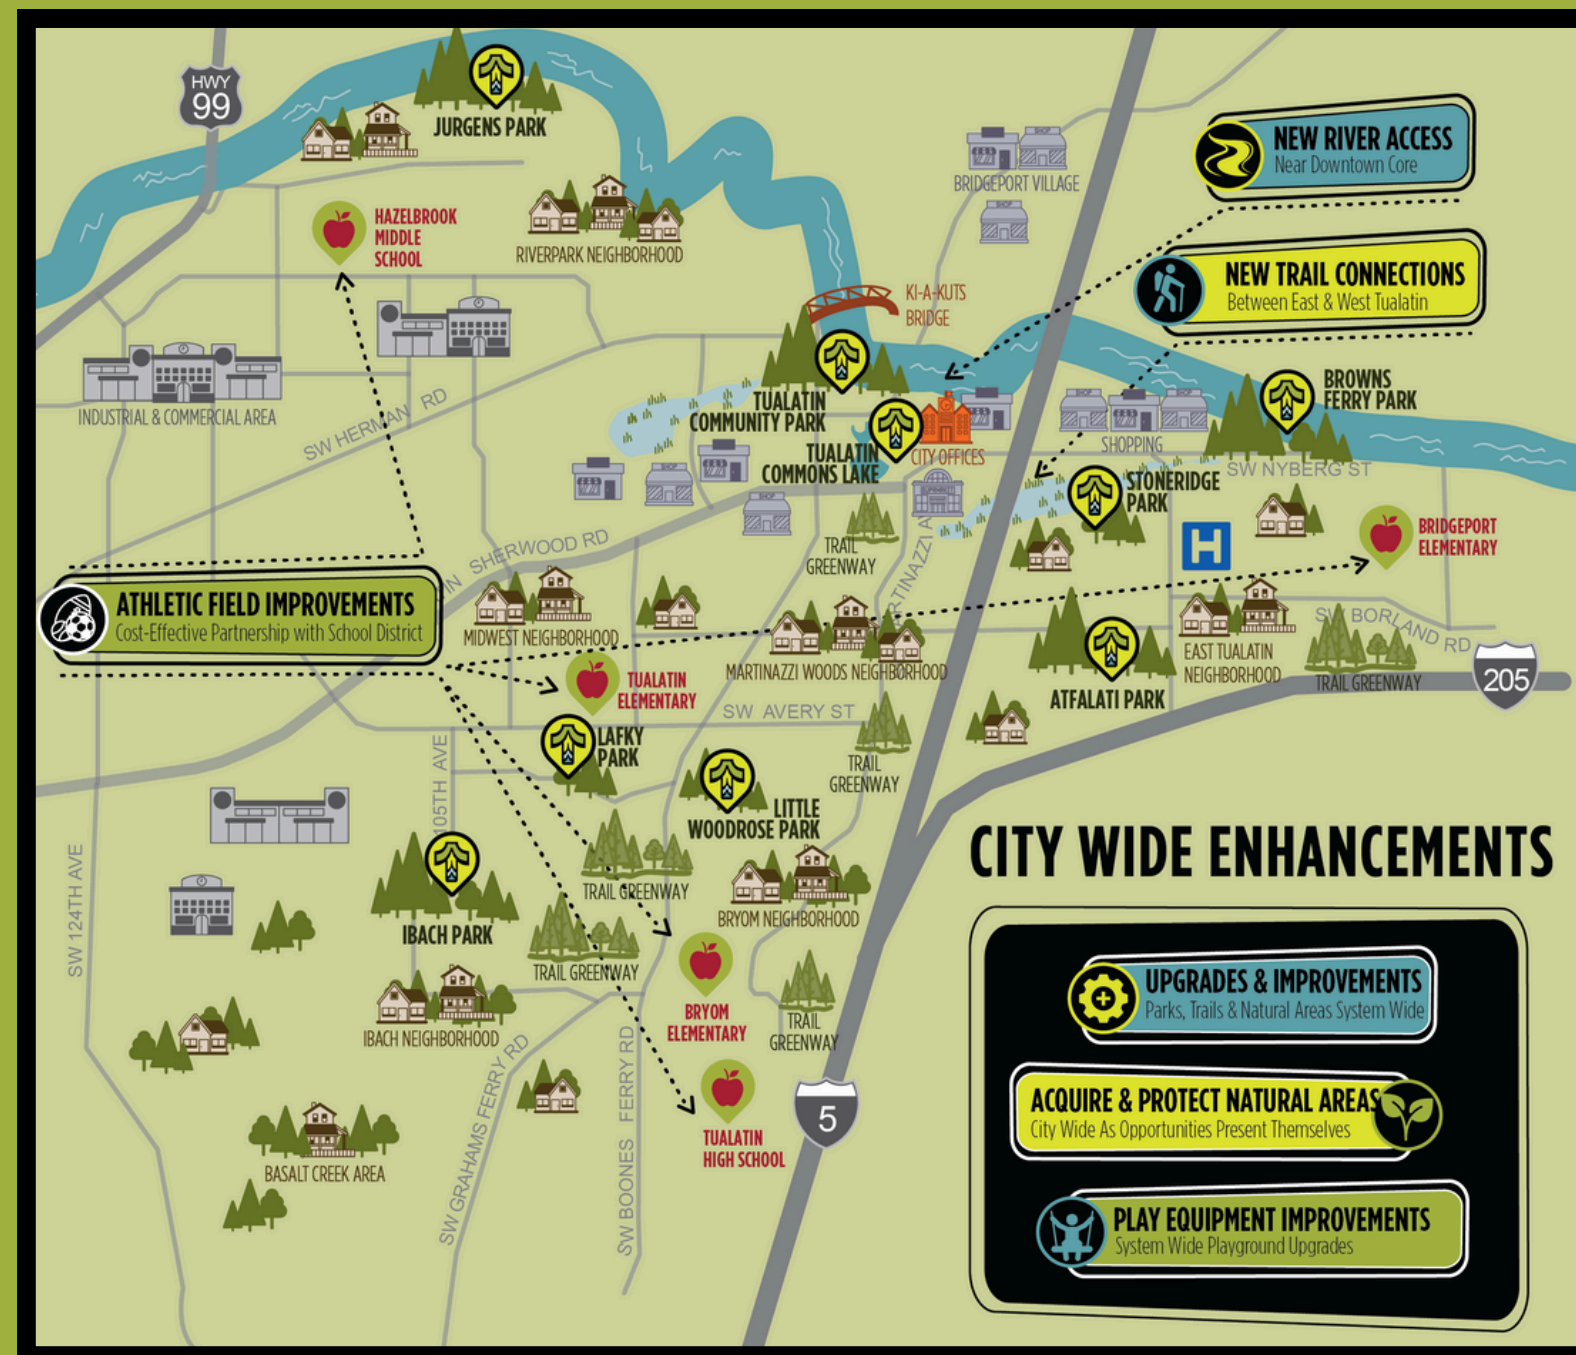 HWY
99
JURGENS PARK
NEW RIVER ACCESS
Near Downtown Core
SHOP
BRIDGEPORT VILLAGE
SHOP
HAZELBROOK
MIDDLE
SCHOOL
RIVERPARK NEIGHBORHOOD
NEW TRAIL CONNECTIONS
Between East & West Tualatin
KI-A-KUTS
BRIDGE
INDUSTRIAL & COMMERCIAL AREA
SW HERMAN RD
TUALATIN
COMMUNITY PARK
BROWNS
FERRY PARK
SHOP
SHOP
SHOPPING
TUALATIN
COMMONS LAKE
CITY OFFICES
SW NYBERG ST
STONERIDGE
PARK
SHOP
SHOP
TRAIL
GREENWAY
BRIDGEPORT
ELEMENTARY
H
IN SHERWOOD RD
RTINAZZI A
ATHLETIC FIELD IMPROVEMENTS
Cost-Effective Partnership with School District
MIDWEST NEIGHBORHOOD
MARTINAZZI WOODS NEIGHBORHOOD
SW BORLAND RD
EAST TUALATIN
NEIGHBORHOOD
TRAIL GREENWAY
205
TUALATIN
ELEMENTARY
ATFALATI PARK
SW AVERY ST
LAFKY
PARK
TRAIL
GREENWAY
105TH AVE
LITTLE
WOODROSE PARK
CITY WIDE ENHANCEMENTS
SW 124TH AVE
TRAIL GREENWAY
BRYOM NEIGHBORHOOD
IBACH PARK
TRAIL GREENWAY
UPGRADES & IMPROVEMENTS
Parks, Trails & Natural Areas System Wide
BRYOM
ELEMENTARY
TRAIL
GREENWAY
IBACH NEIGHBORHOOD
SW GRAHAMS FERRY RD
SW BOONES FERRY RD
5
ACQUIRE & PROTECT NATURAL AREAS
City Wide As Opportunities Present Themselves
TUALATIN
HIGH SCHOOL
BASALT CREEK AREA
PLAY EQUIPMENT IMPROVEMENTS
System Wide Playground Upgrades